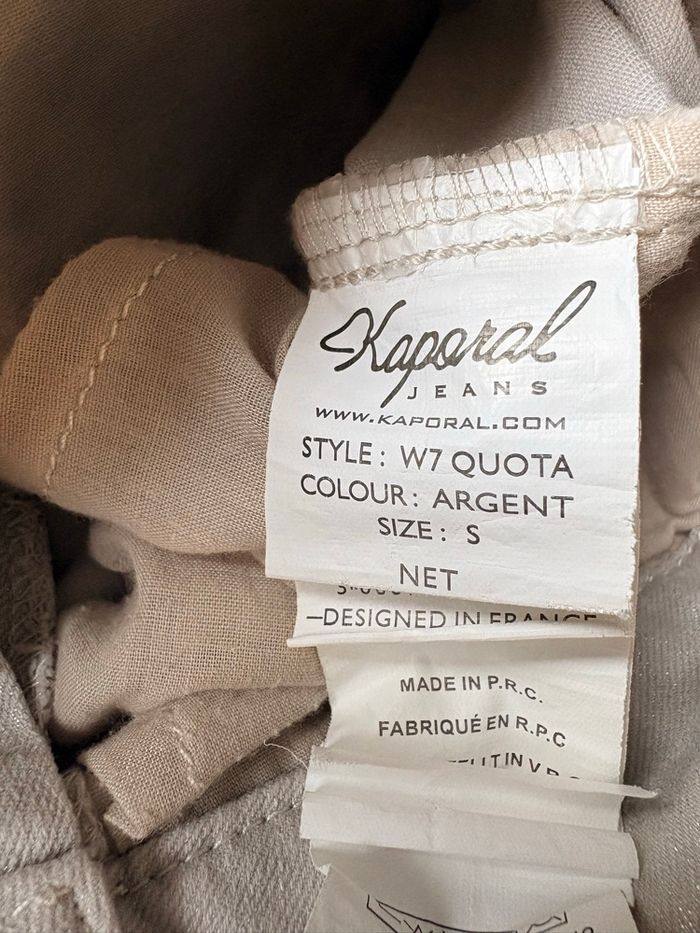 Kaporal
JEANS
WWW.KAPORAL.COM
STYLE: W7 QUOTA
COLOUR: ARGENT
SIZE: S
NET
—DESIGNED IN FRANCE
MADE IN P.R.C.
FABRIQUÉ EN R.P.C